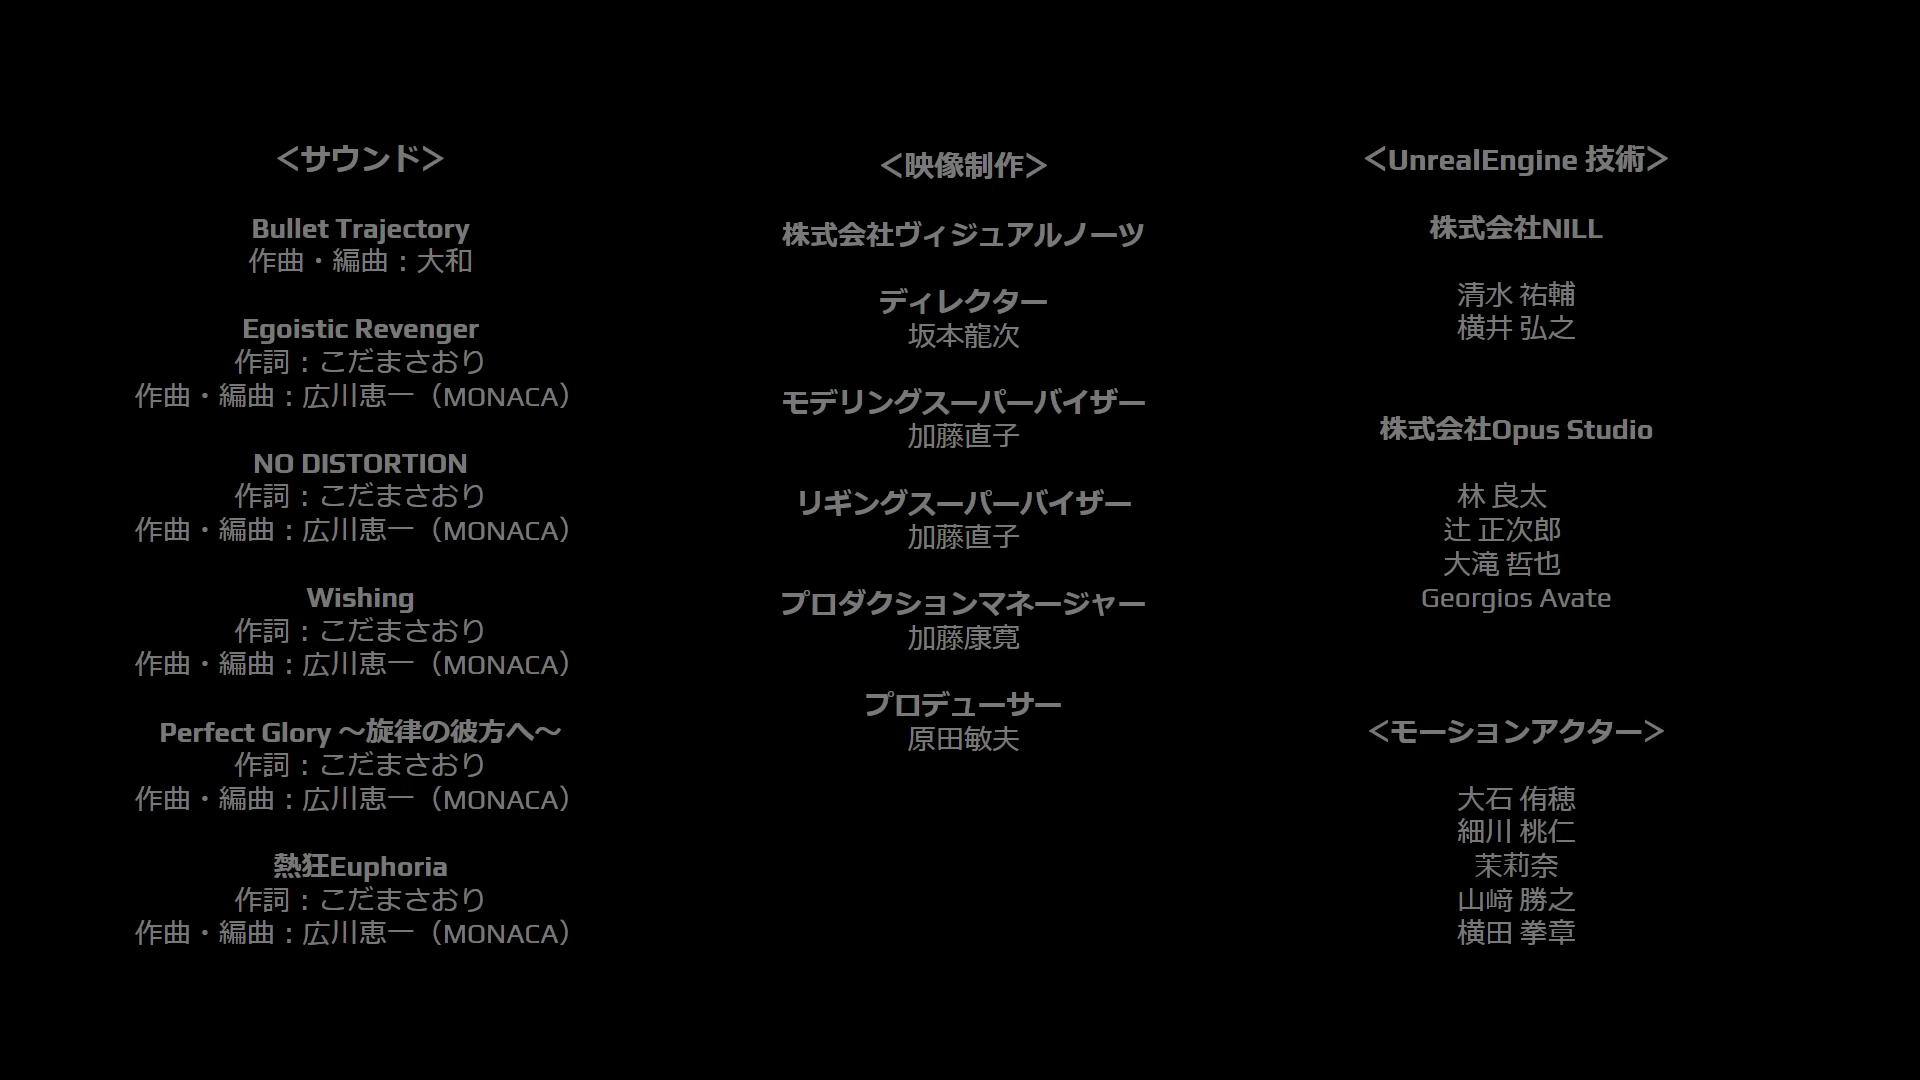 ＜サウンド＞
Bullet Trajectory
作曲・編曲：大和
Egoistic Revenger
作詞：こだまさおり
作曲・編曲：広川恵一（MONACA）
NO DISTORTION
作詞：こだまさおり
作曲・編曲：広川恵一（MONACA）
Wishing
作詞：こだまさおり
作曲・編曲：広川恵一（MONACA）
Perfect Glory ～旋律の彼方へ～
作詞：こだまさおり
作曲・編曲：広川恵一（MONACA）
熱狂Euphoria
作詞：こだまさおり
作曲・編曲：広川恵一（MONACA）
＜映像制作＞
株式会社ヴィジュアルノーツ
ディレクター
坂本龍次
モデリングスーパーバイザー
加藤直子
リギングスーパーバイザー
加藤直子
プロダクションマネージャー
加藤康寛
プロデューサー
原田敏夫
＜UnrealEngine 技術＞
株式会社NILL
清水 祐輔
横井 弘之
株式会社Opus Studio
林 良太
辻 正次郎
大滝 哲也
Georgios Avate
＜モーションアクター＞
大石 侑穂
細川 桃仁
茉莉奈
山﨑 勝之
横田 拳章